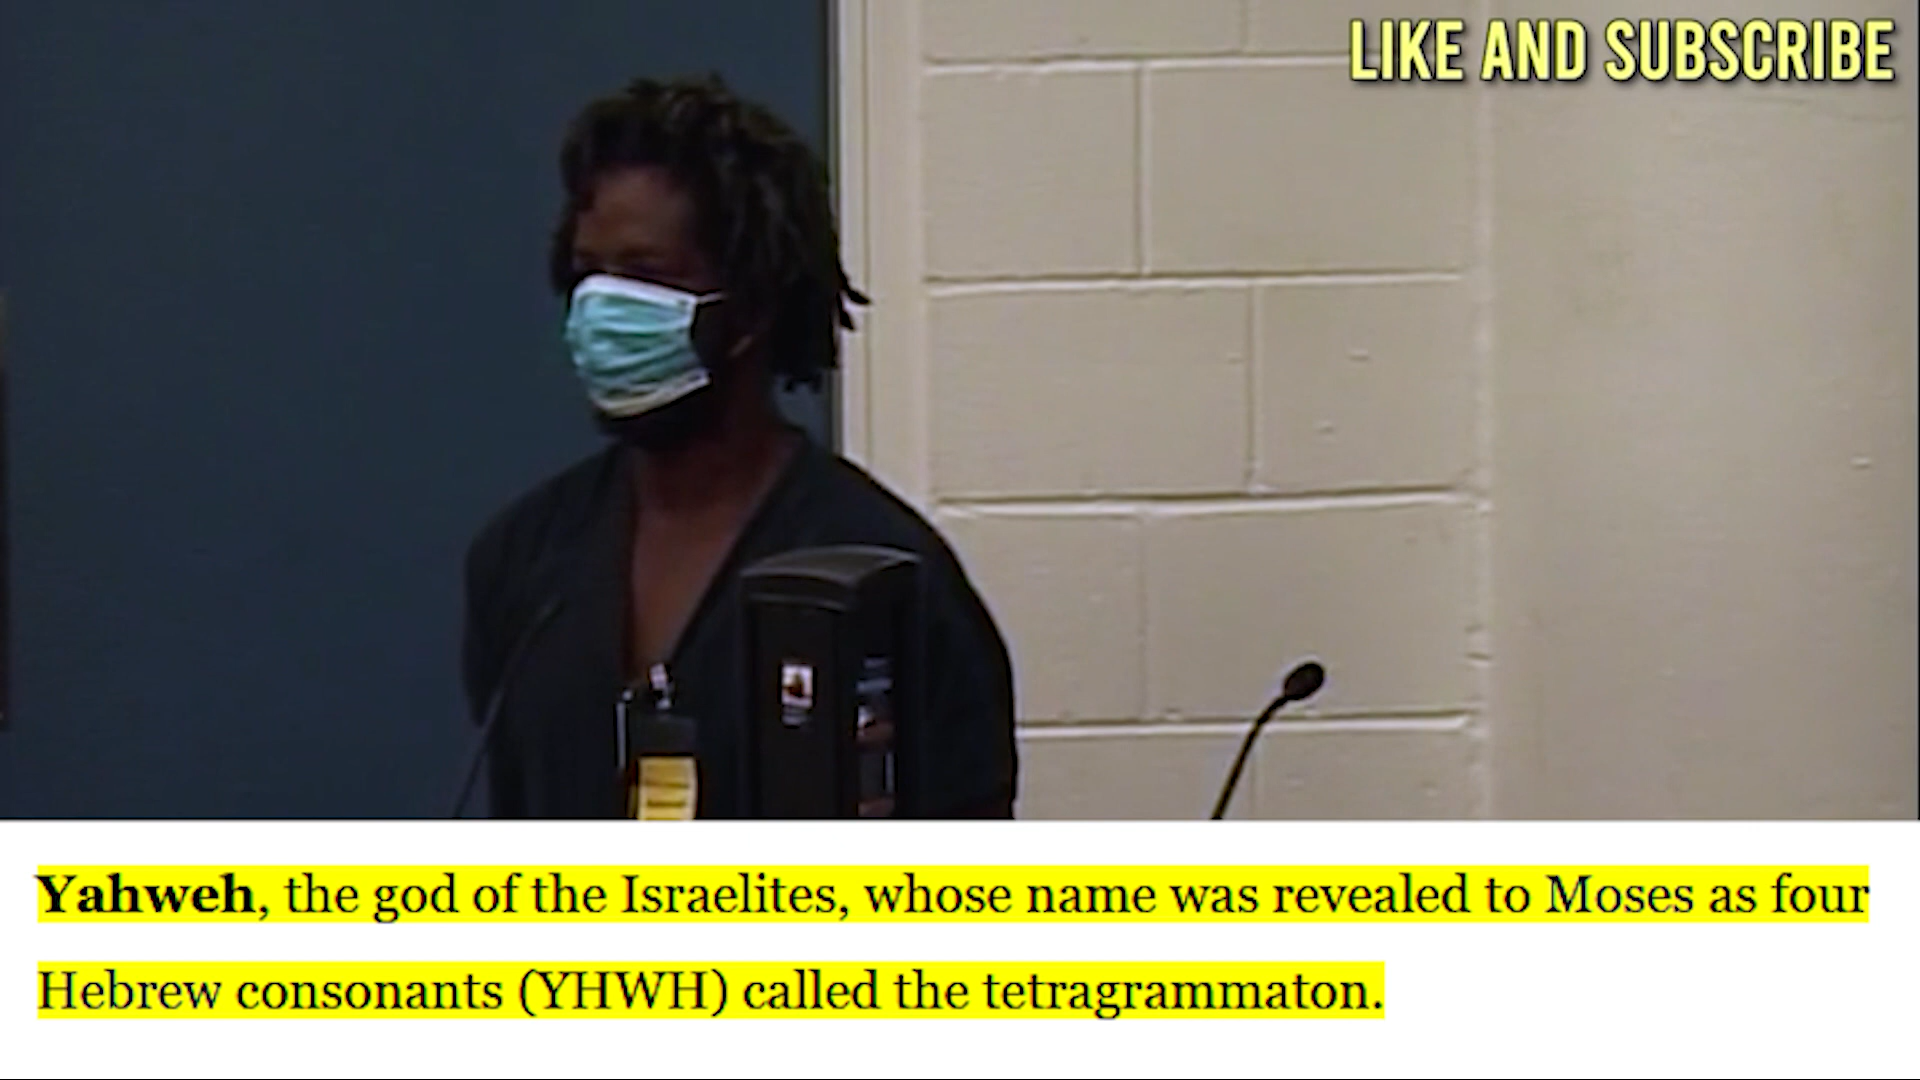 LIKE AND SUBSCRIBE
Yahweh, the god of the Israelites, whose name was revealed to Moses as four
Hebrew consonants (YHWH) called the tetragrammaton.